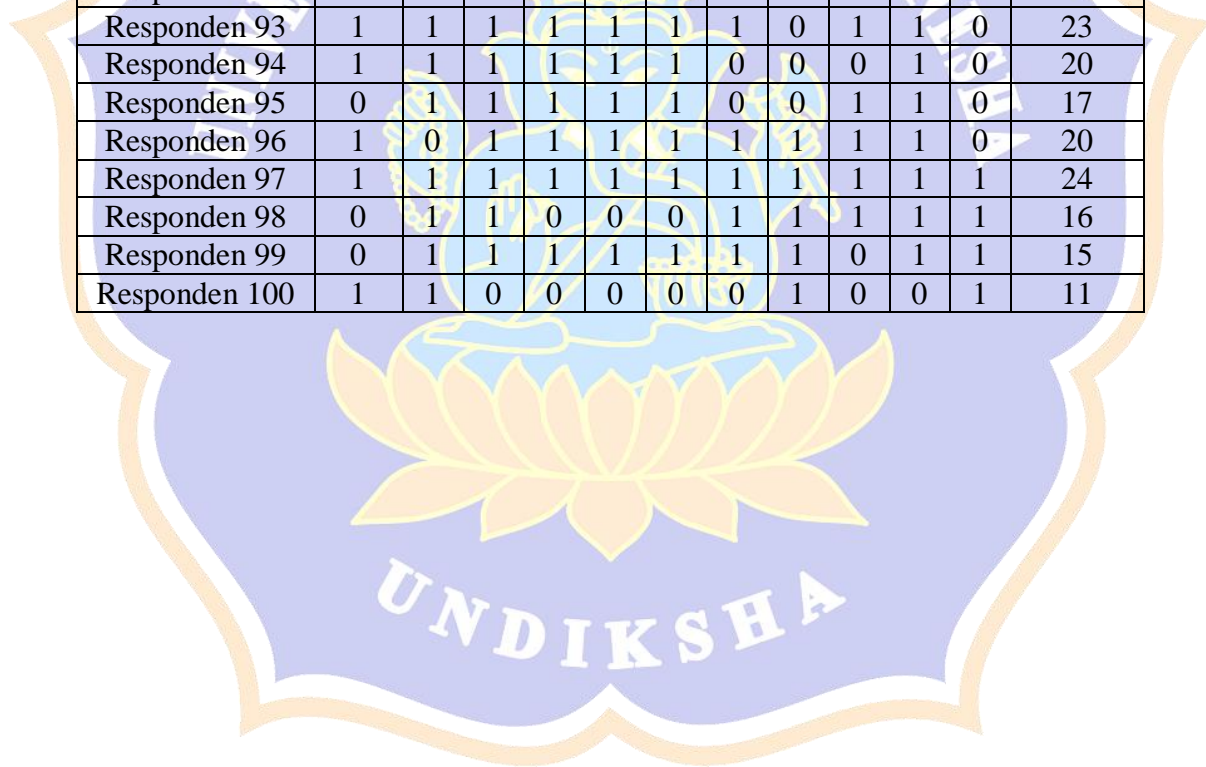 Responden 93 1 1 1 1 1 1 1 0 1 1 0 23
Responden 94 1 1 1 1 1 1 0 0 0 1 0 20
Responden 95 0 1 1 1 1 1 0 0 1 1 0 17
Responden 96 1 0 1 1 1 1 1 1 1 1 0 20
Responden 97 1 1 1 1 1 1 1 1 1 1 1 24
Responden 98 0 1 1 0 0 0 1 1 1 1 1 16
Responden 99 0 1 1 1 1 1 1 1 0 1 1 15
Responden 100 1 1 0 0 0 0 0 1 0 0 1 11
UNDIKSHA